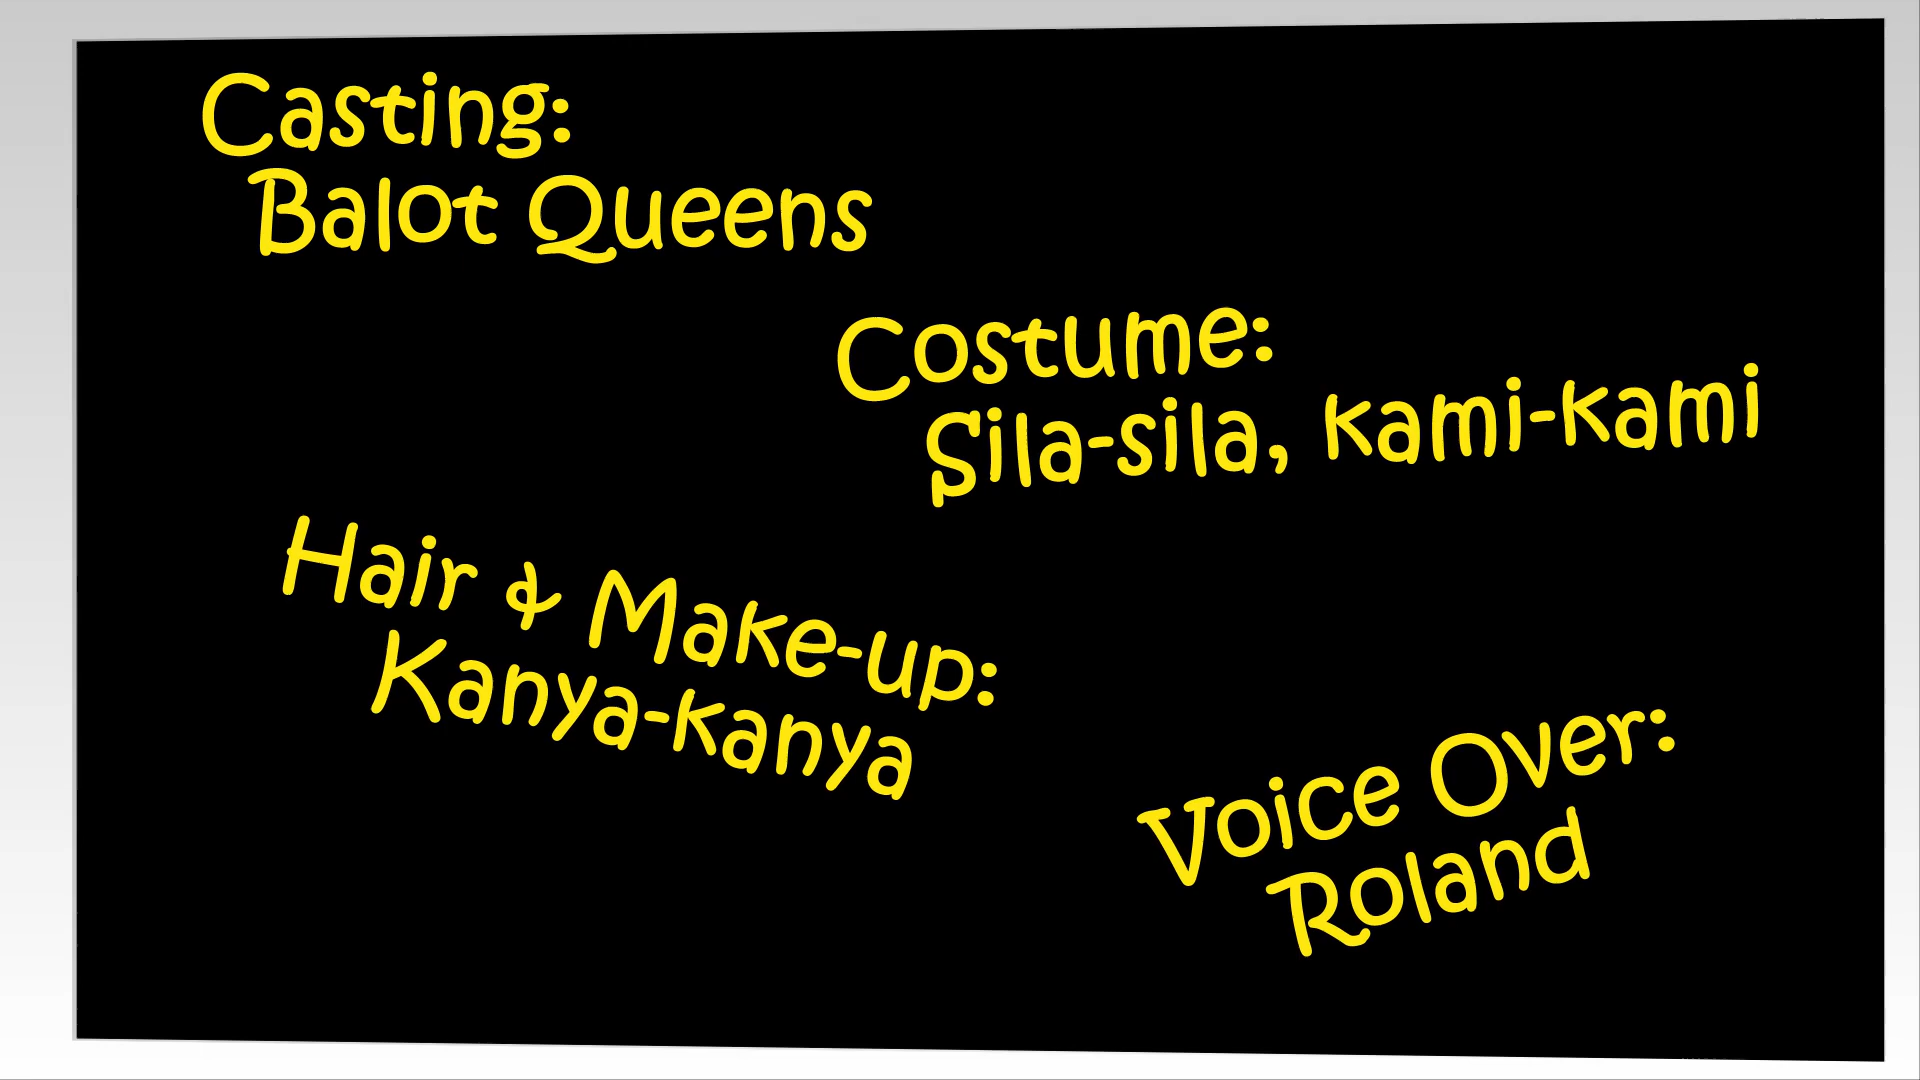 Casting:
Balot Queens
Costume:
Sila-sila, kami-kami
Hair & Make-up:
Kanya-kanya
Voice Over:
Roland